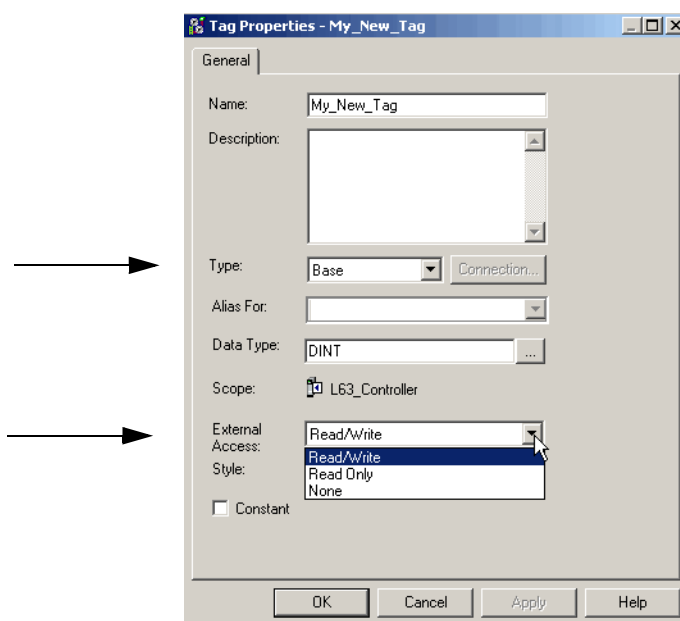 Tag Properties - My_New_Tag
General
Name: My_New_Tag
Description:
Type: Base Connection...
Alias For:
Data Type: DINT ...
Scope: L63_Controller
External Access: Read/Write
Read/Write
Style: Read Only
None
Constant
OK Cancel Apply Help